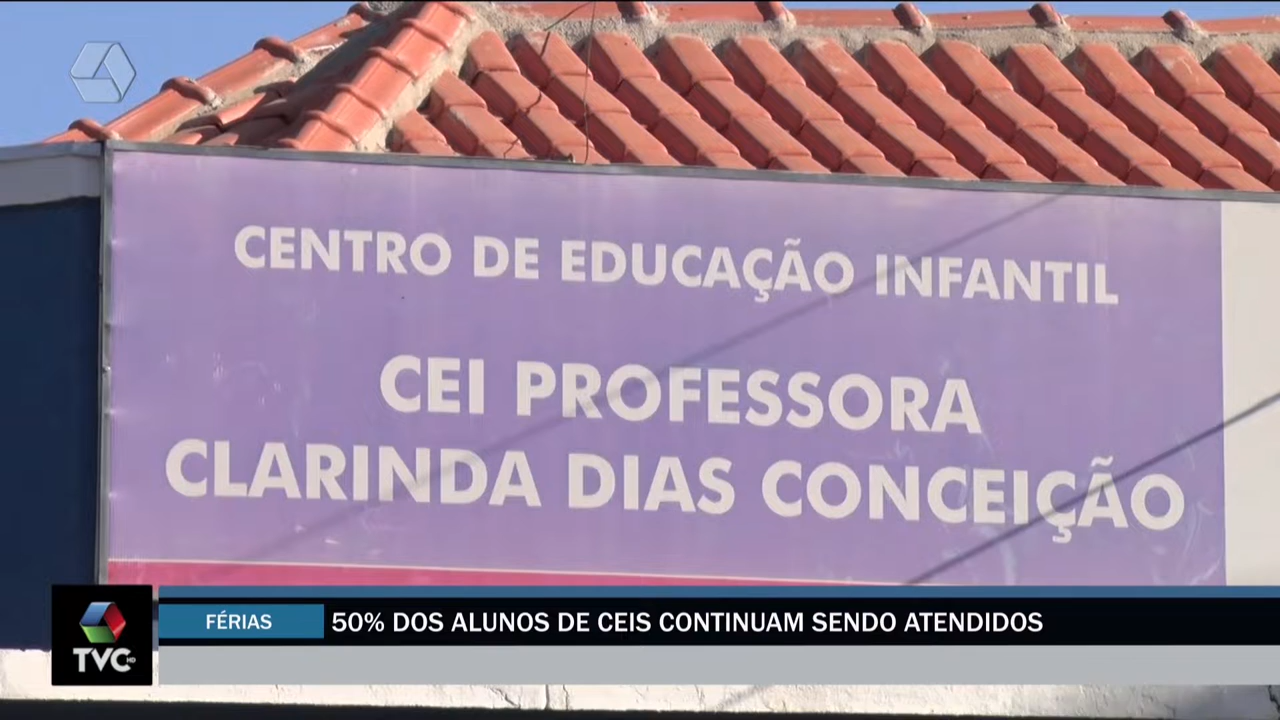 CENTRO DE EDUCAÇÃO INFANTIL
CEI PROFESSORA
CLARINDA DIAS CONCEIÇÃO
FÉRIAS
50% DOS ALUNOS DE CEIS CONTINUAM SENDO ATENDIDOS
TVC HD